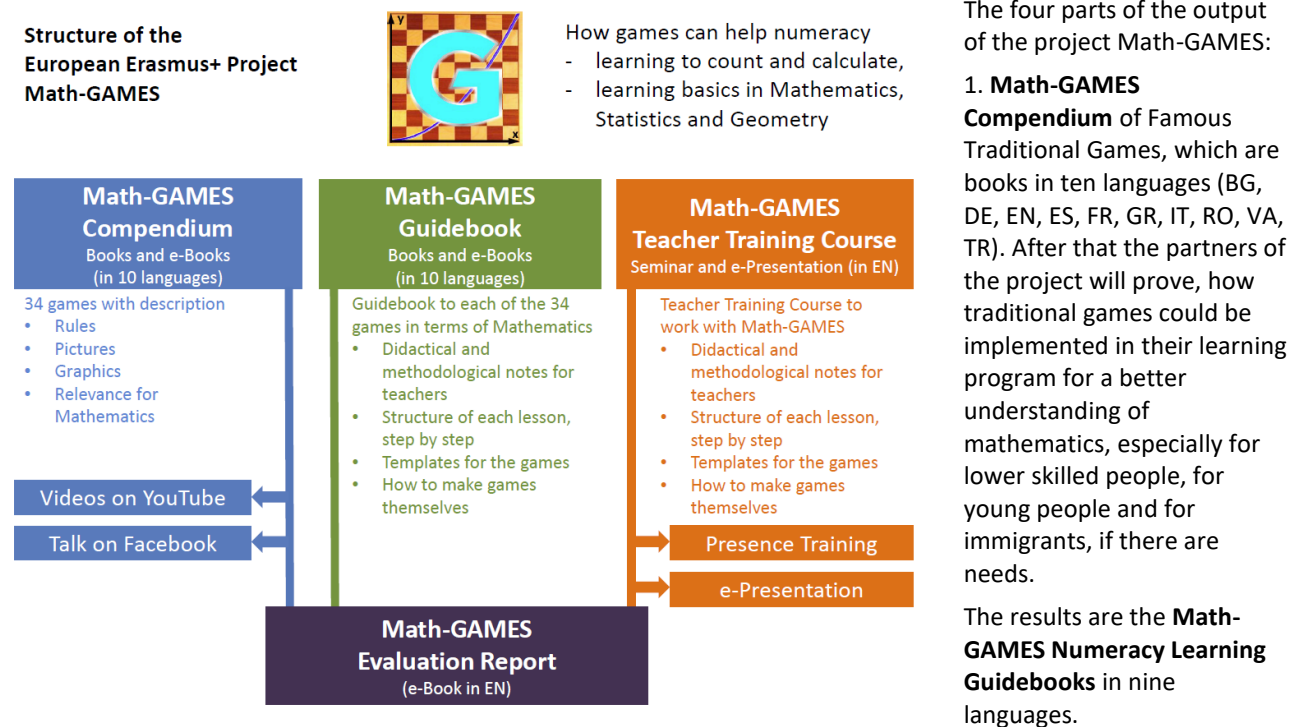 Structure of the
European Erasmus+ Project
Math-GAMES
y
G
x
How games can help numeracy
- learning to count and calculate,
- learning basics in Mathematics,
Statistics and Geometry
Math-GAMES
Compendium
Books and e-Books
(in 10 languages)
34 games with description
• Rules
• Pictures
• Graphics
• Relevance for
Mathematics
Videos on YouTube
Talk on Facebook
Math-GAMES
Guidebook
Books and e-Books
(in 10 languages)
Guidebook to each of the 34
games in terms of Mathematics
• Didactical and
methodological notes for
teachers
• Structure of each lesson,
step by step
• Templates for the games
• How to make games
themselves
Math-GAMES
Teacher Training Course
Seminar and e-Presentation (in EN)
Teacher Training Course to
work with Math-GAMES
• Didactical and
methodological notes for
teachers
• Structure of each lesson,
step by step
• Templates for the games
• How to make games
themselves
Presence Training
e-Presentation
Math-GAMES
Evaluation Report
(e-Book in EN)
The four parts of the output
of the project Math-GAMES:
1. Math-GAMES
Compendium of Famous
Traditional Games, which are
books in ten languages (BG,
DE, EN, ES, FR, GR, IT, RO, VA,
TR). After that the partners of
the project will prove, how
traditional games could be
implemented in their learning
program for a better
understanding of
mathematics, especially for
lower skilled people, for
young people and for
immigrants, if there are
needs.
The results are the Math-
GAMES Numeracy Learning
Guidebooks in nine
languages.